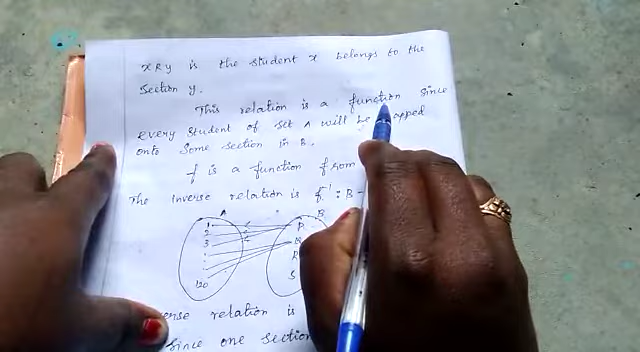 xRy is the student x belongs to the
Section y.
This relation is a function since
every student of set A will be mapped
onto some section in B.
f is a function from
The inverse relation is f⁻¹ : B -
A
B
1
P
2
3
Q
R
S
120
relation is
Since one section